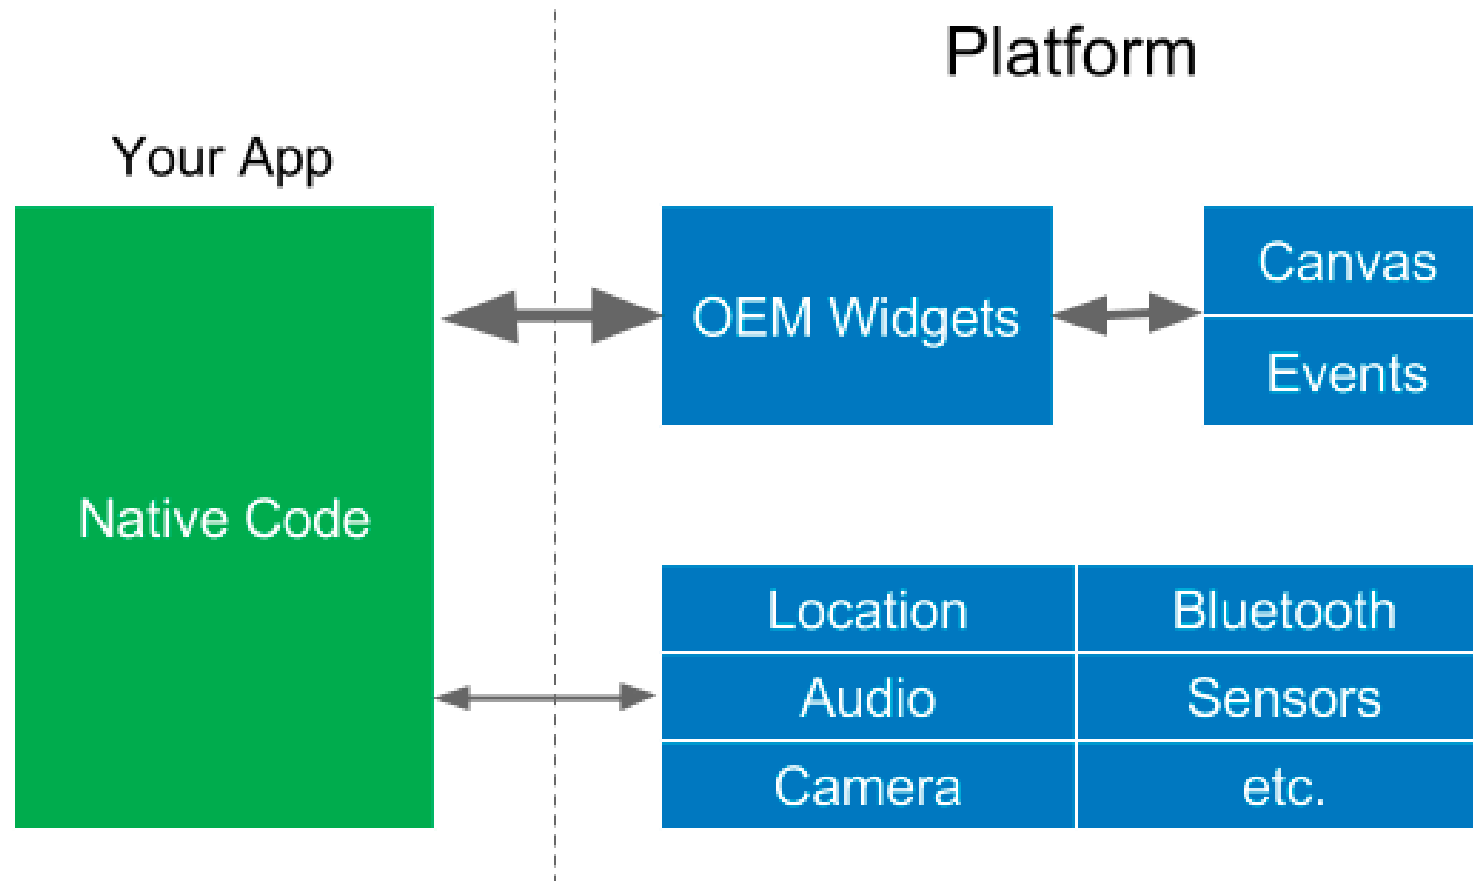 Platform
Your App
Native Code
OEM Widgets
Canvas
Events
Location
Bluetooth
Audio
Sensors
Camera
etc.